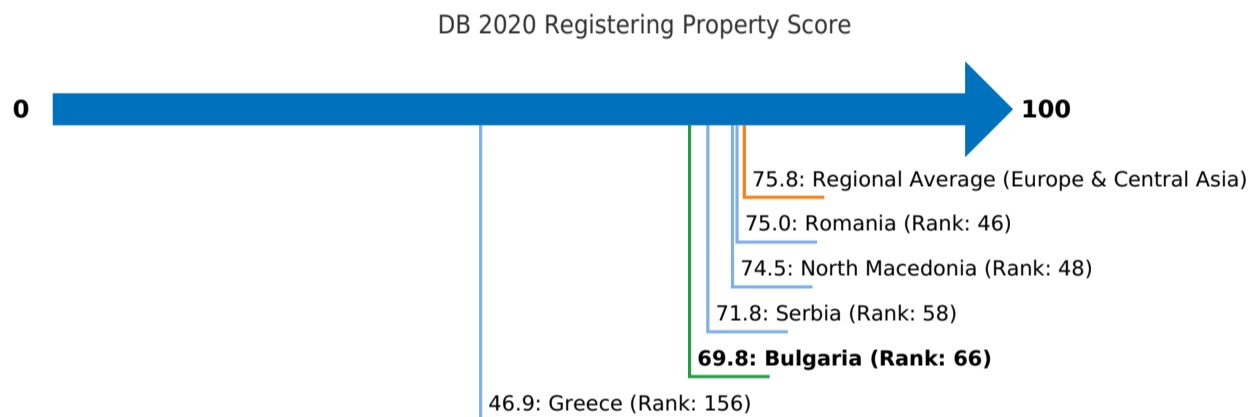 DB 2020 Registering Property Score
0
100
75.8: Regional Average (Europe & Central Asia)
75.0: Romania (Rank: 46)
74.5: North Macedonia (Rank: 48)
71.8: Serbia (Rank: 58)
69.8: Bulgaria (Rank: 66)
46.9: Greece (Rank: 156)